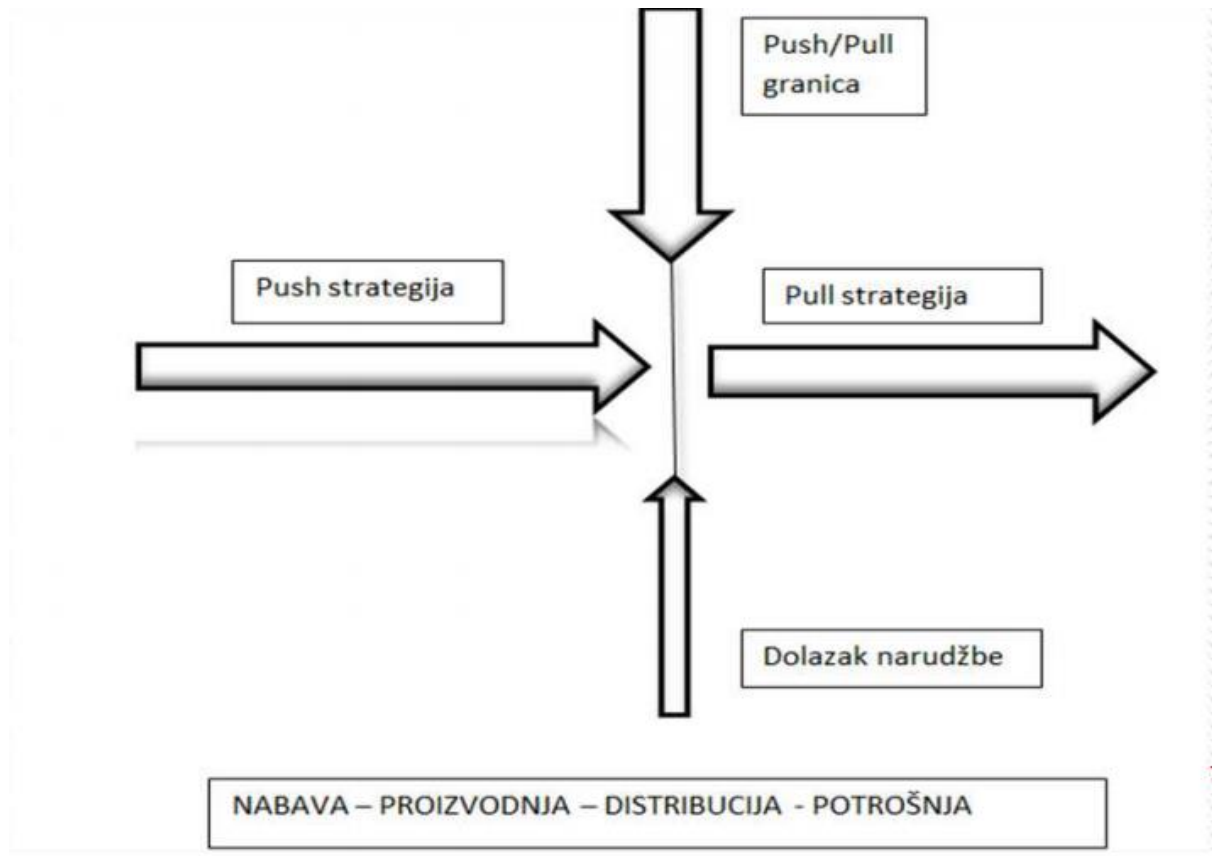 Push/Pull
granica
Push strategija
Pull strategija
Dolazak narudžbe
NABAVA – PROIZVODNJA – DISTRIBUCIJA - POTROŠNJA